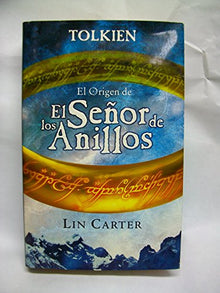 TOLKIEN
El Origen de
El Señor de
los Anillos
LIN CARTER